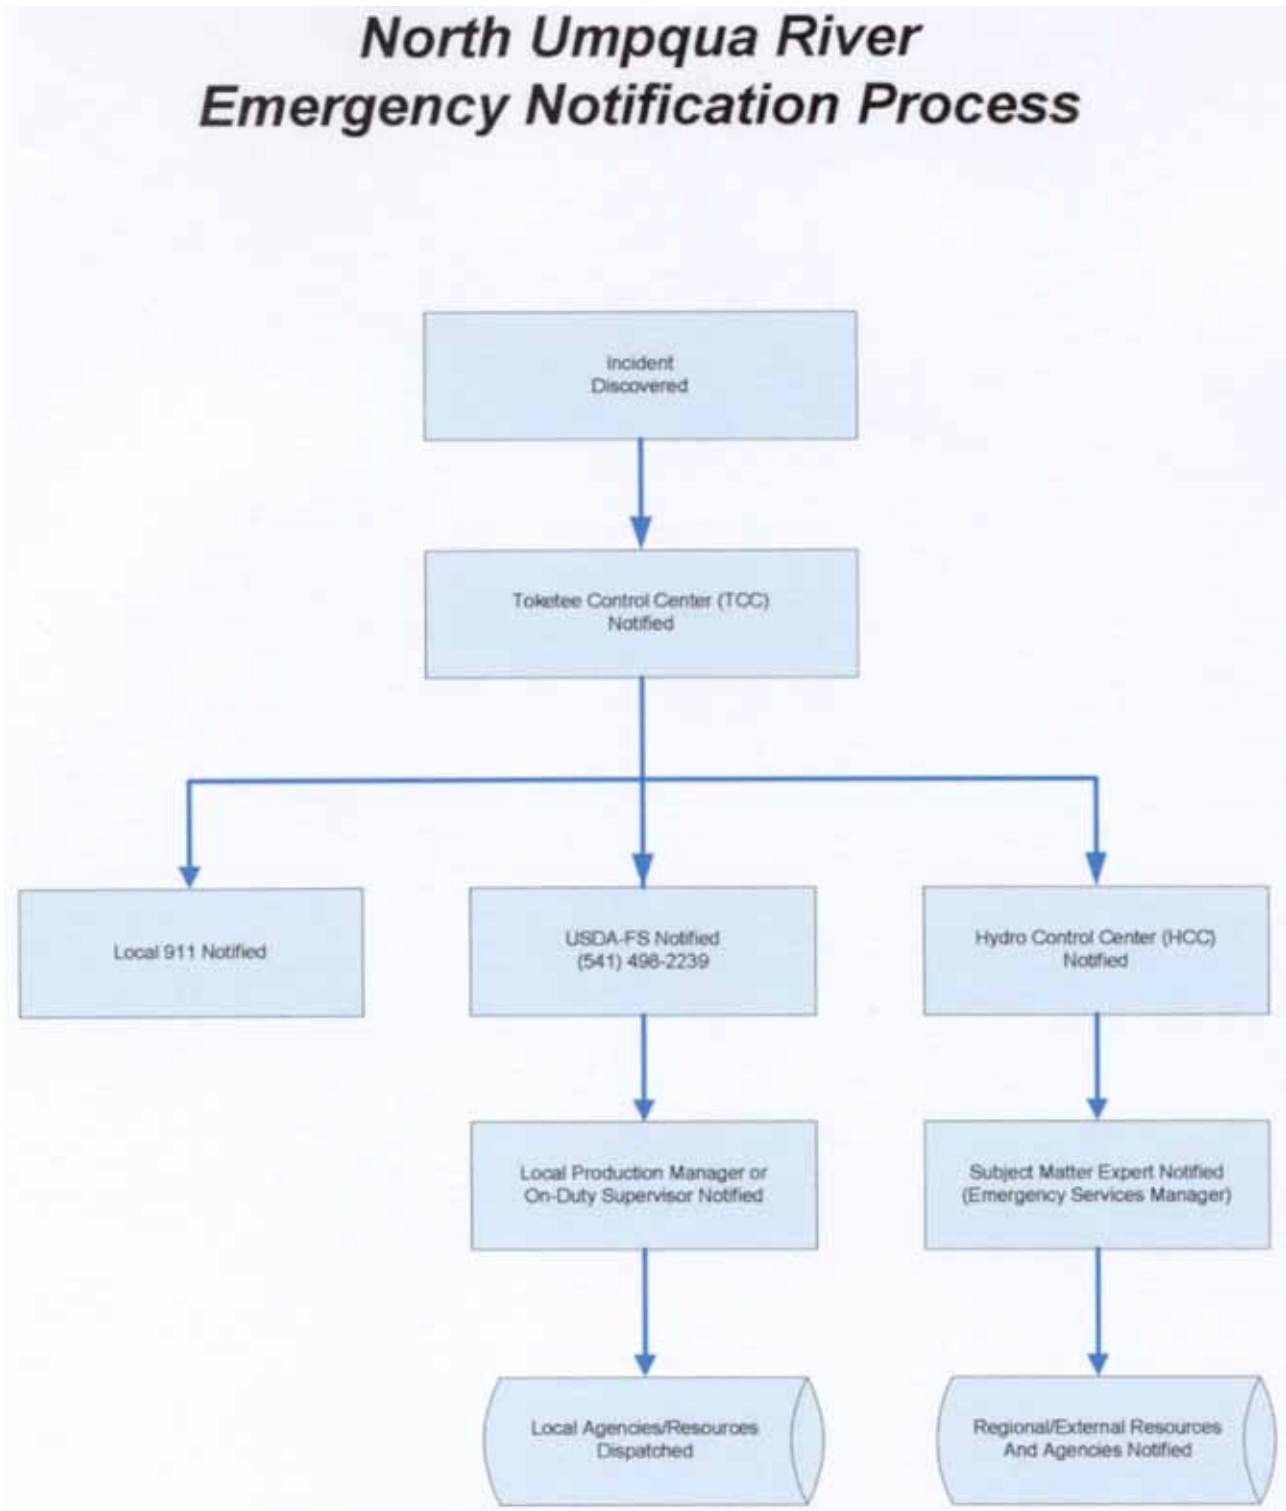 North Umpqua River
Emergency Notification Process
Incident
Discovered
Toketee Control Center (TCC)
Notified
Local 911 Notified
USDA-FS Notified
(541) 498-2239
Hydro Control Center (HCC)
Notified
Local Production Manager or
On-Duty Supervisor Notified
Subject Matter Expert Notified
(Emergency Services Manager)
Local Agencies/Resources
Dispatched
Regional/External Resources
And Agencies Notified